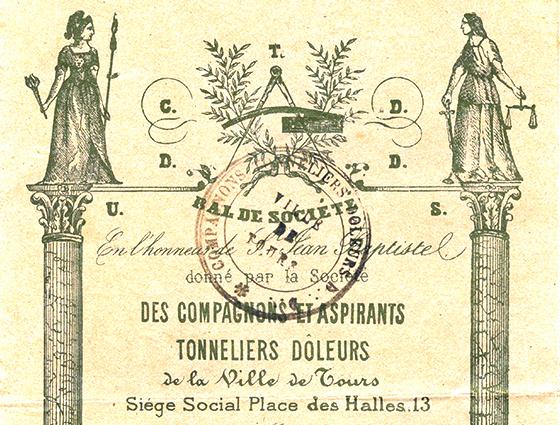 T.
C. D.
D. D.
U. S.
BAL DE SOCIÉTÉ
En l'honneur de St Jean Baptiste
donné par la Société
DES COMPAGNONS ET ASPIRANTS
TONNELIERS DÔLEURS
de la Ville de Tours
Siége Social Place des Halles.13
COMPAGNONS TONNELIERS DOLEURS
VILLE
DE
TOURS